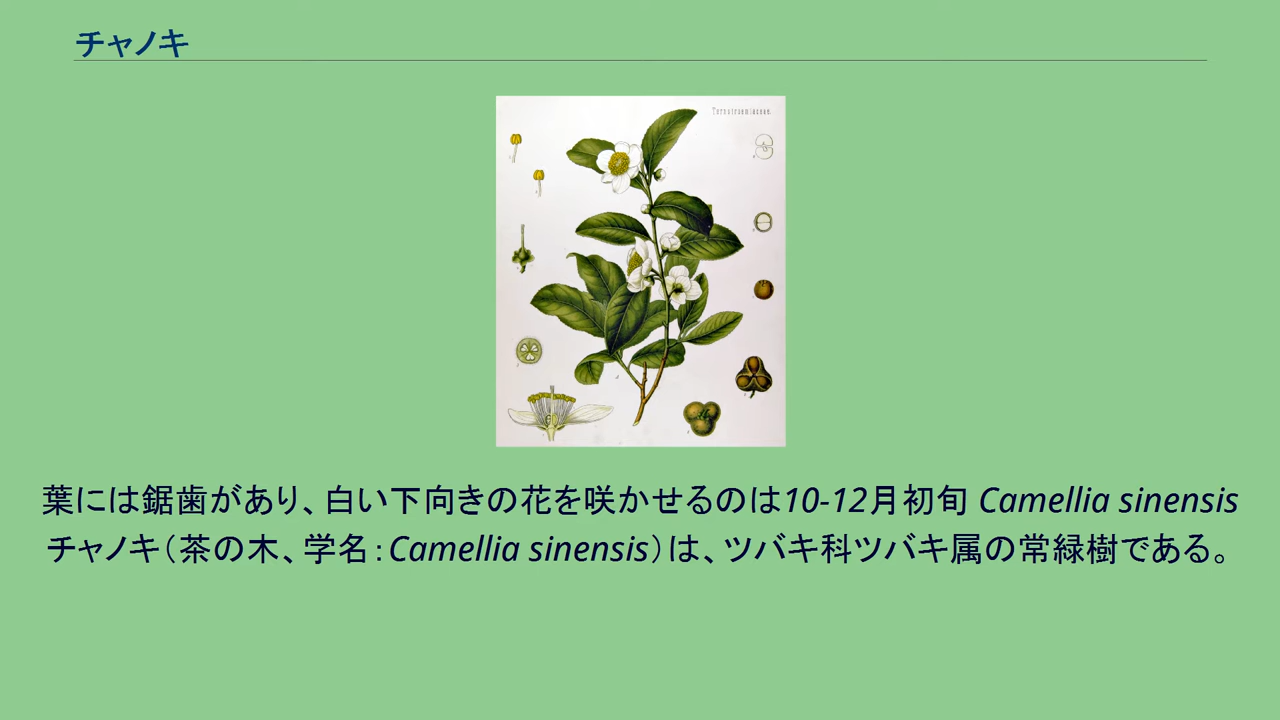 チャノキ
Ternstroemiaceae.
葉には鋸歯があり、白い下向きの花を咲かせるのは10-12月初旬 Camellia sinensis
チャノキ（茶の木、学名：Camellia sinensis）は、ツバキ科ツバキ属の常緑樹である。